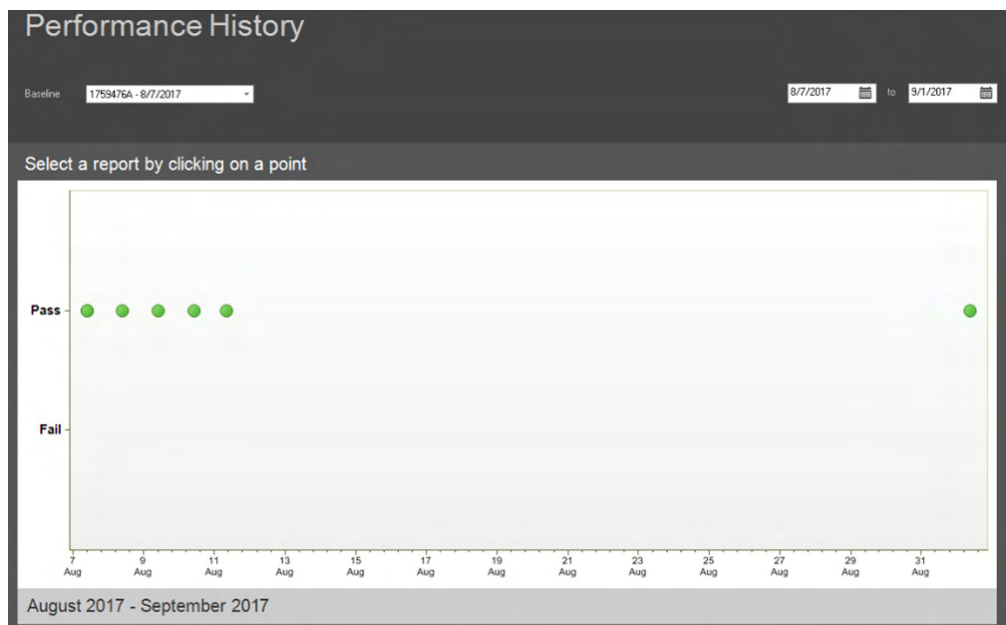 Performance History
Baseline 1759476A - 8/7/2017 8/7/2017 to 9/1/2017
Select a report by clicking on a point
Pass
Fail
7 9 11 13 15 17 19 21 23 25 27 29 31
Aug Aug Aug Aug Aug Aug Aug Aug Aug Aug Aug Aug Aug
August 2017 - September 2017